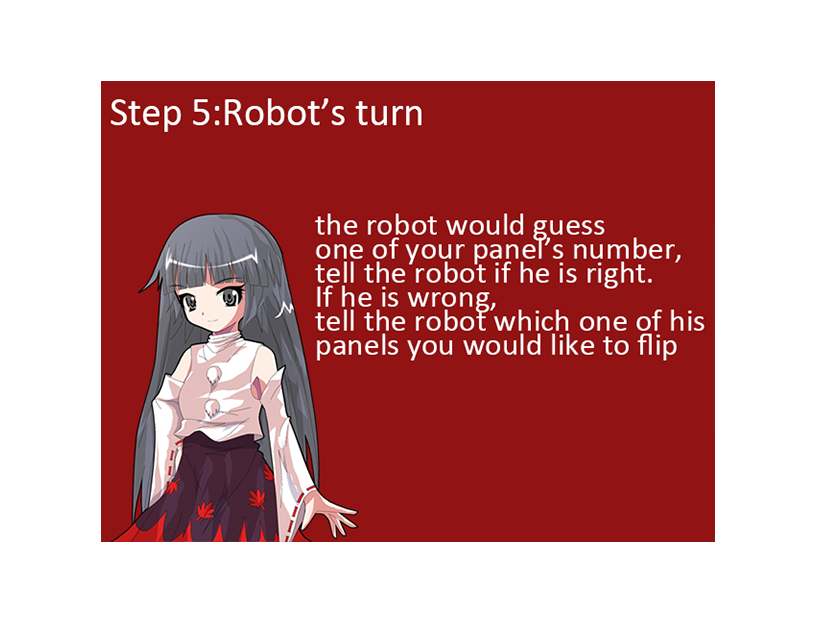 Step 5:Robot’s turn
the robot would guess
one of your panel’s number,
tell the robot if he is right.
If he is wrong,
tell the robot which one of his
panels you would like to flip